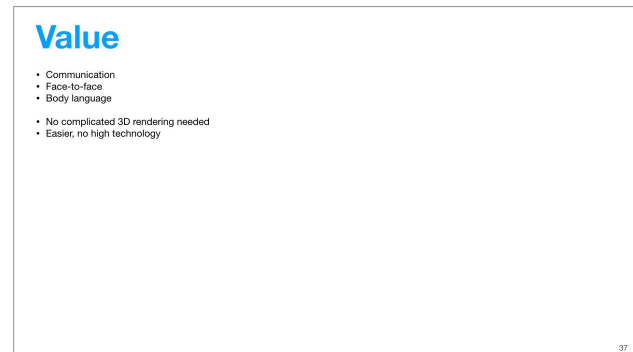 Value
• Communication
• Face-to-face
• Body language
• No complicated 3D rendering needed
• Easier, no high technology
37